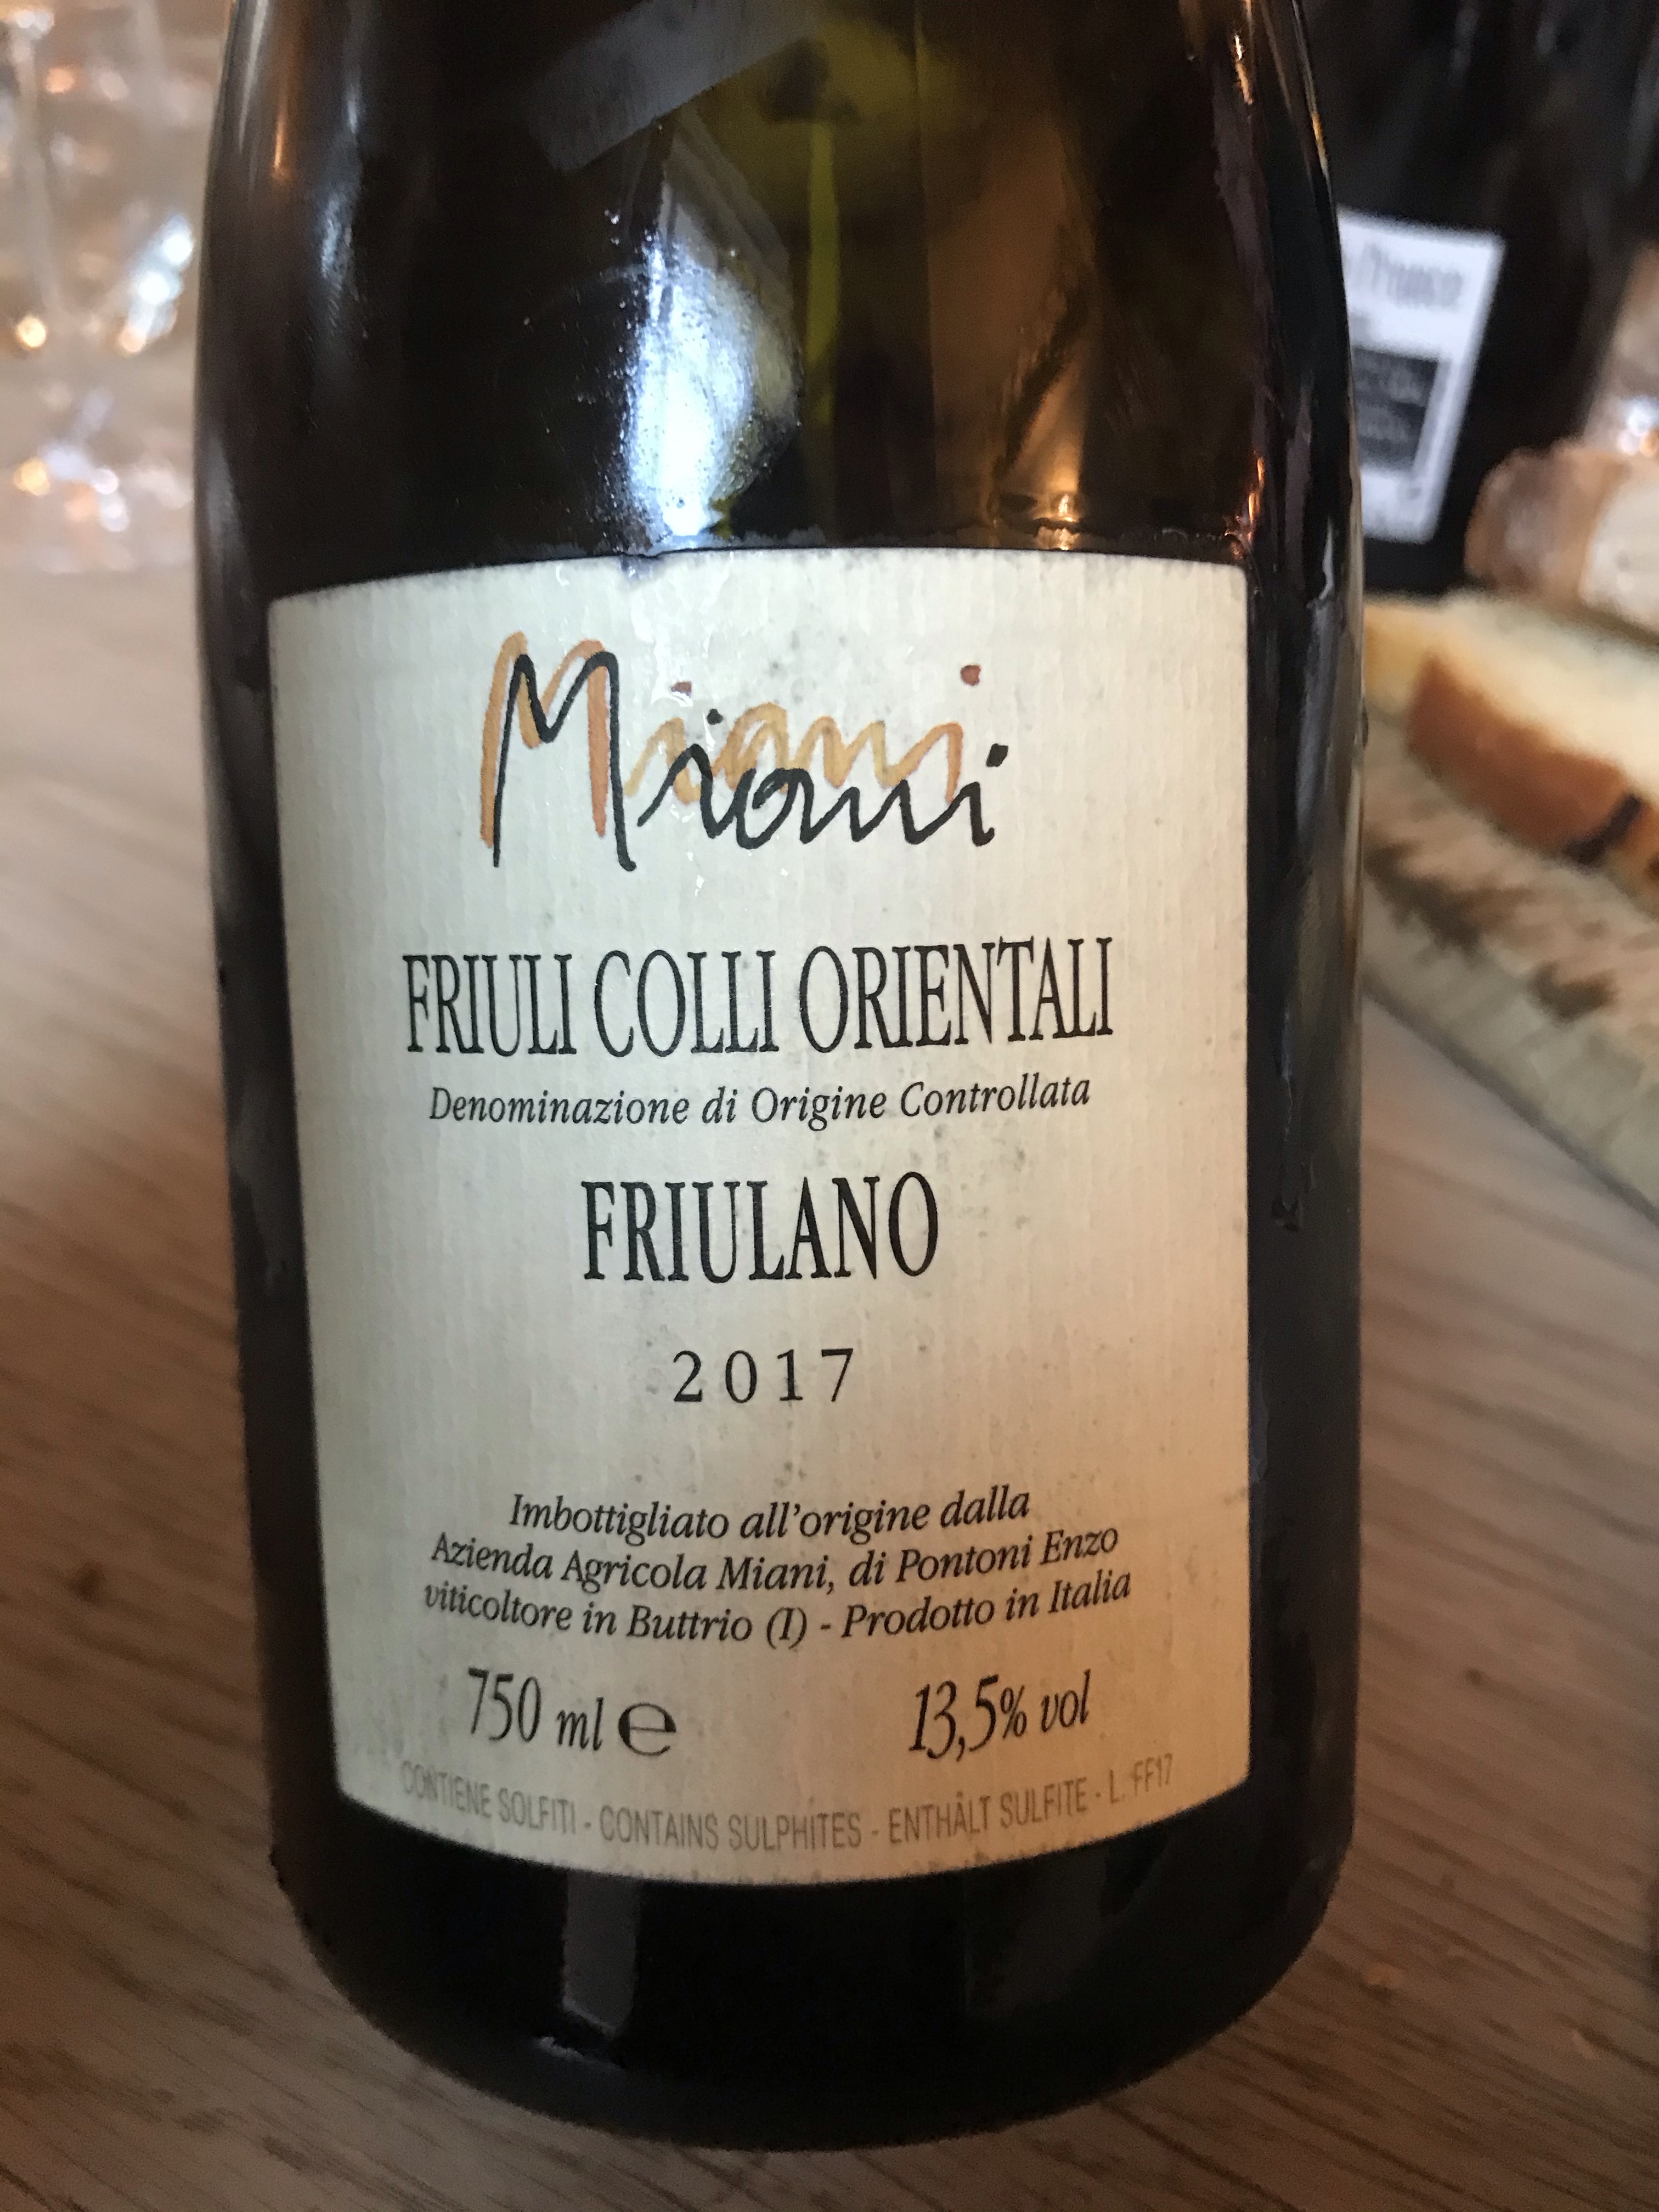 Miani
FRIULI COLLI ORIENTALI
Denominazione di Origine Controllata
FRIULANO
2017
Imbottigliato all'origine dalla
Azienda Agricola Miani, di Pontoni Enzo
viticoltore in Buttrio (I) - Prodotto in Italia
750 ml ℮ 13,5% vol
CONTIENE SOLFITI - CONTAINS SULPHITES - ENTHÄLT SULFITE - L. FF17